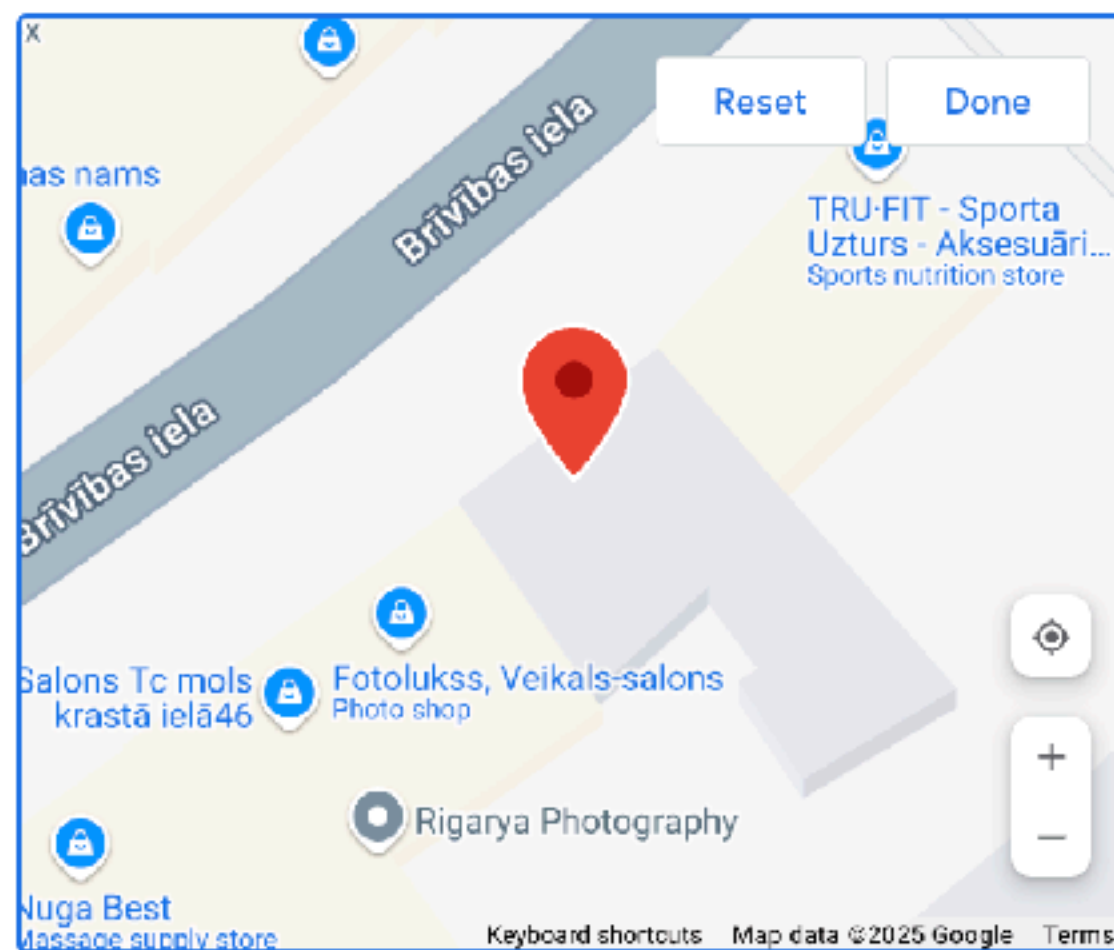 x
Reset
Done
nas nams
Brīvības iela
TRU·FIT - Sporta
Uzturs - Aksesuāri...
Sports nutrition store
Brīvības iela
Salons Tc mols
krastā ielā46
Fotolukss, Veikals-salons
Photo shop
Rigarya Photography
Nuga Best
Massage supply store
Keyboard shortcuts
Map data ©2025 Google
Terms